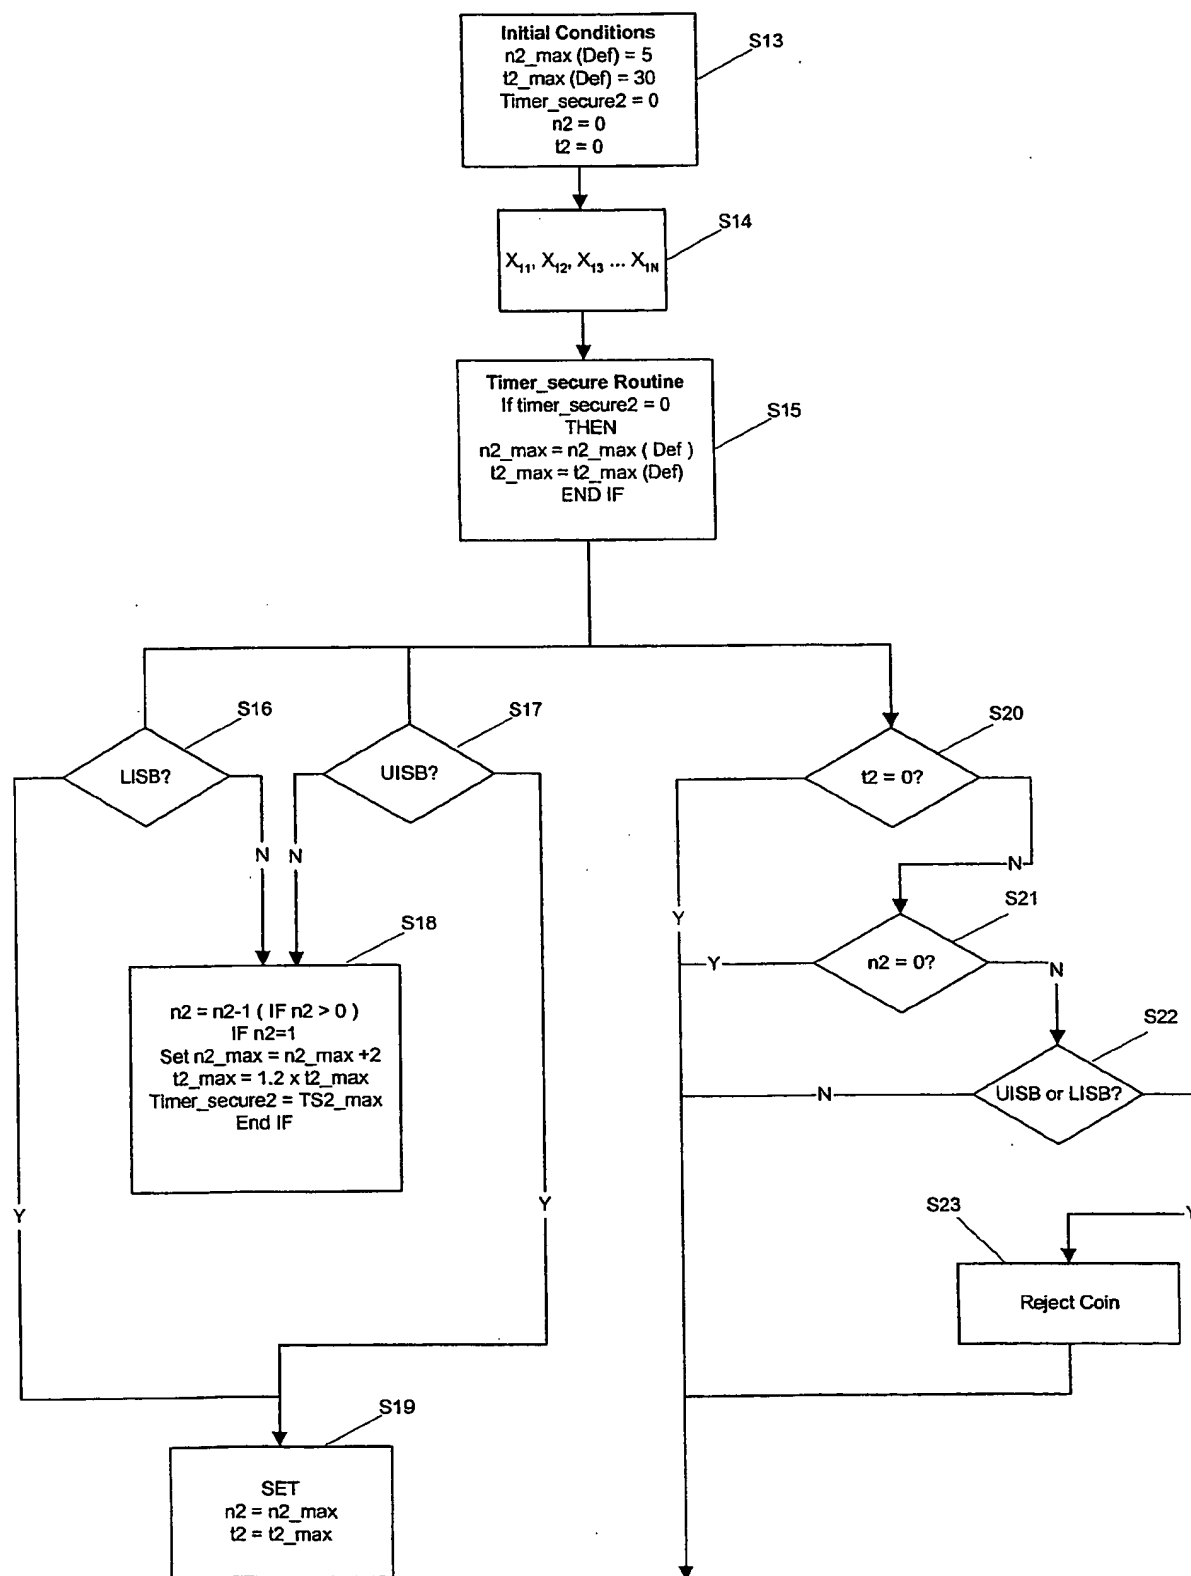 Initial Conditions
n2_max (Def) = 5
t2_max (Def) = 30
Timer_secure2 = 0
n2 = 0
t2 = 0
S13
S14
X11, X12, X13 ... X1N
Timer_secure Routine
If timer_secure2 = 0
THEN
n2_max = n2_max ( Def )
t2_max = t2_max (Def)
END IF
S15
S16
LISB?
S17
UISB?
S20
t2 = 0?
N
N
N
S21
n2 = 0?
Y
Y
N
S18
n2 = n2-1 ( IF n2 > 0 )
IF n2=1
Set n2_max = n2_max +2
t2_max = 1.2 x t2_max
Timer_secure2 = TS2_max
End IF
S22
UISB or LISB?
N
Y
Y
S23
Y
Reject Coin
S19
SET
n2 = n2_max
t2 = t2_max